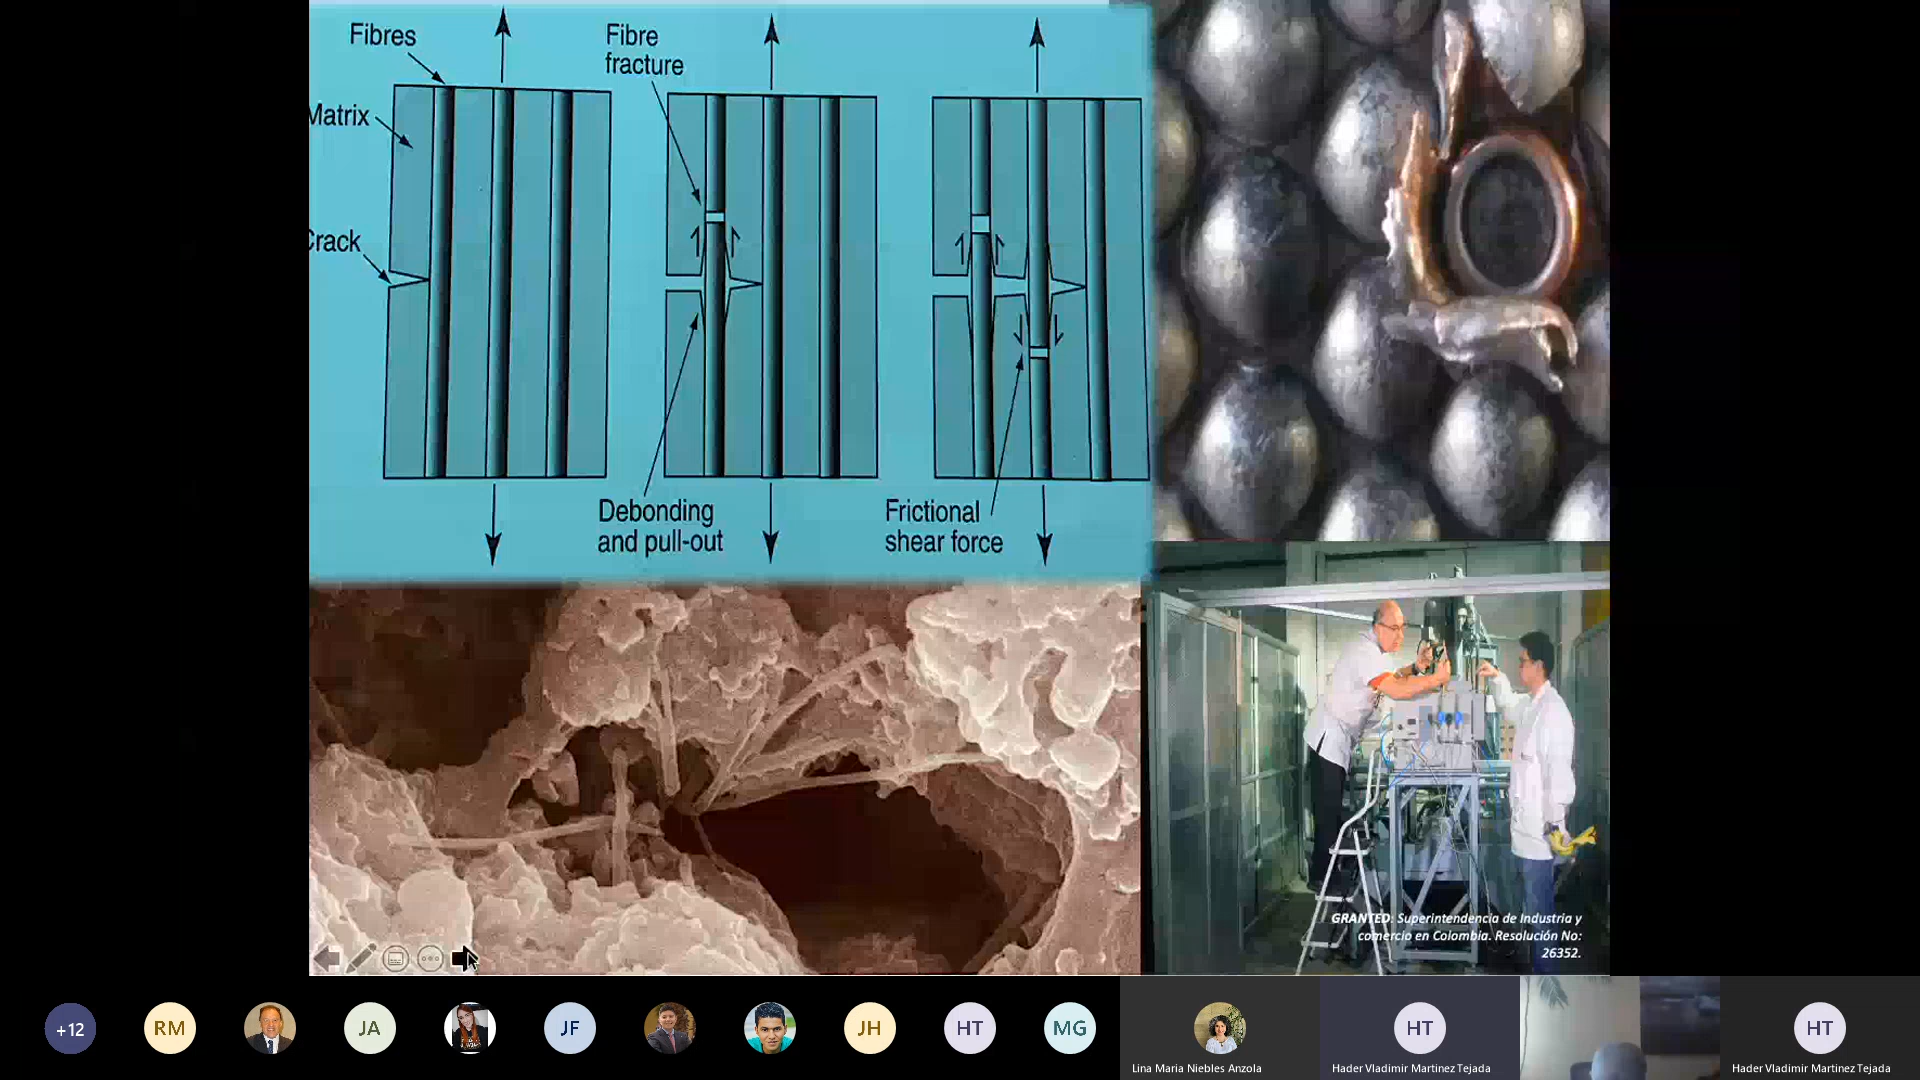 Fibres
Matrix
Crack
Fibre
fracture
Debonding
and pull-out
Frictional
shear force
GRANTED: Superintendencia de Industria y
comercio en Colombia. Resolución No:
26352.
+12
RM
JA
JF
JH
HT
MG
Lina Maria Niebles Anzola
HT
Hader Vladimir Martinez Tejada
HT
Hader Vladimir Martinez Tejada